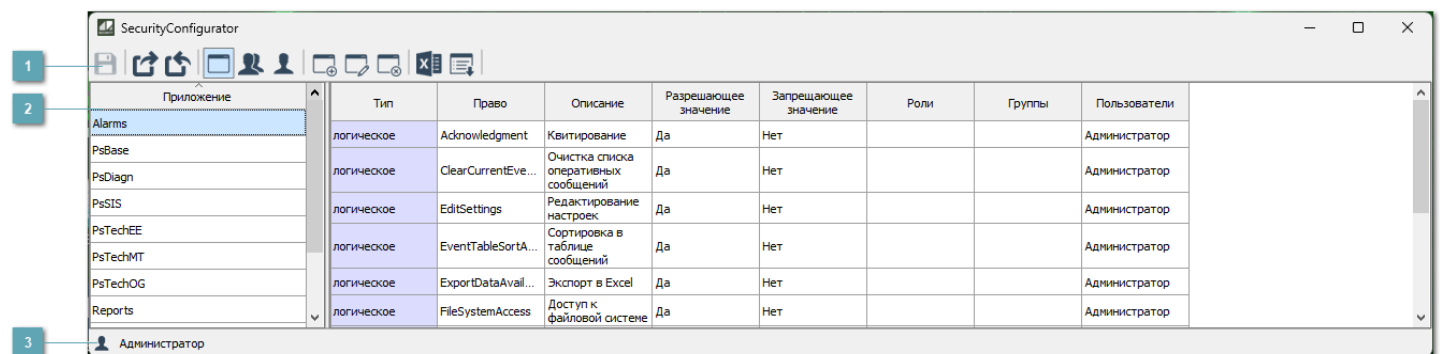 SecurityConfigurator
1
2
Приложение
Тип Право Описание Разрешающее значение Запрещающее значение Роли Группы Пользователи
Alarms
PsBase
PsDiagn
PsSIS
PsTechEE
PsTechMT
PsTechOG
Reports
логическое Acknowledgment Квитирование Да Нет Администратор
логическое ClearCurrentEve... Очистка списка оперативных сообщений Да Нет Администратор
логическое EditSettings Редактирование настроек Да Нет Администратор
логическое EventTableSortA... Сортировка в таблице сообщений Да Нет Администратор
логическое ExportDataAvail... Экспорт в Excel Да Нет Администратор
логическое FileSystemAccess Доступ к файловой системе Да Нет Администратор
3
Администратор